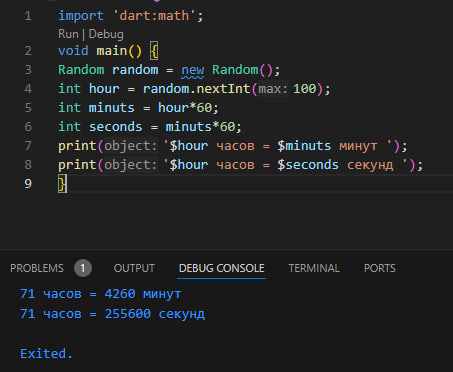 1 import 'dart:math';
Run | Debug
2 void main() {
3 Random random = new Random();
4 int hour = random.nextInt(max: 100);
5 int minuts = hour*60;
6 int seconds = minuts*60;
7 print(object: '$hour часов = $minuts минут ');
8 print(object: '$hour часов = $seconds секунд ');
9 }
PROBLEMS 1 OUTPUT DEBUG CONSOLE TERMINAL PORTS
71 часов = 4260 минут
71 часов = 255600 секунд
Exited.